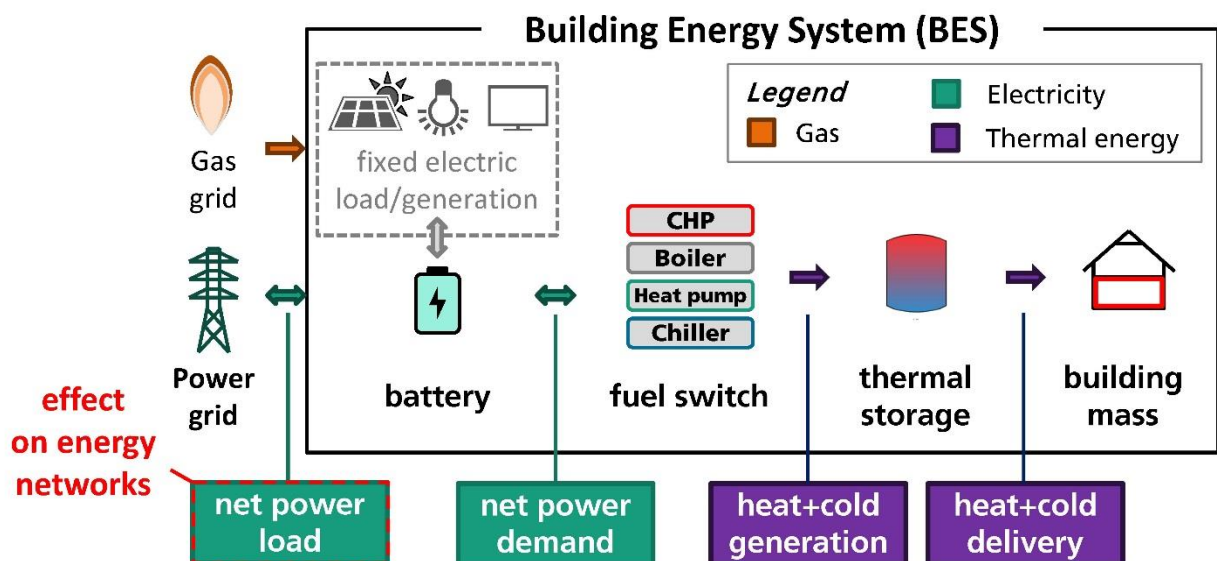 Building Energy System (BES)
Legend
Gas
Electricity
Thermal energy
Gas
grid
fixed electric
load/generation
CHP
Boiler
Heat pump
Chiller
Power
grid
battery
fuel switch
thermal
storage
building
mass
effect
on energy
networks
net power
load
net power
demand
heat+cold
generation
heat+cold
delivery